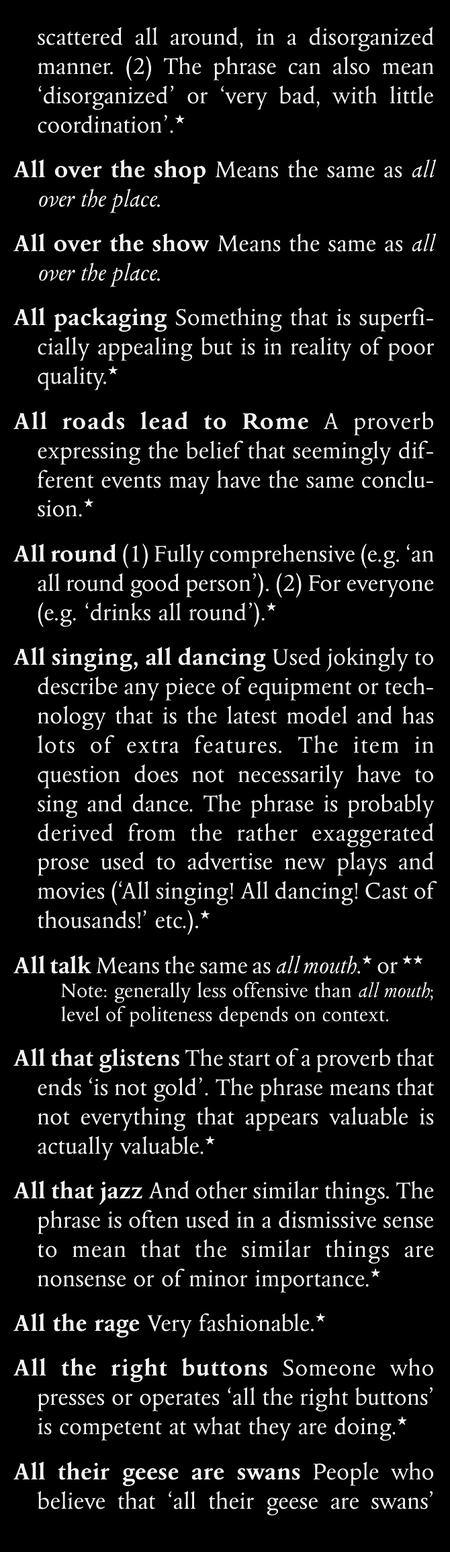 scattered all around, in a disorganized
manner. (2) The phrase can also mean
‘disorganized’ or ‘very bad, with little
coordination’.★
All over the shop Means the same as all
over the place.
All over the show Means the same as all
over the place.
All packaging Something that is superfi-
cially appealing but is in reality of poor
quality.★
All roads lead to Rome A proverb
expressing the belief that seemingly dif-
ferent events may have the same conclu-
sion.★
All round (1) Fully comprehensive (e.g. ‘an
all round good person’). (2) For everyone
(e.g. ‘drinks all round’).★
All singing, all dancing Used jokingly to
describe any piece of equipment or tech-
nology that is the latest model and has
lots of extra features. The item in
question does not necessarily have to
sing and dance. The phrase is probably
derived from the rather exaggerated
prose used to advertise new plays and
movies (‘All singing! All dancing! Cast of
thousands!’ etc.).★
All talk Means the same as all mouth.★ or ★★
Note: generally less offensive than all mouth;
level of politeness depends on context.
All that glistens The start of a proverb that
ends ‘is not gold’. The phrase means that
not everything that appears valuable is
actually valuable.★
All that jazz And other similar things. The
phrase is often used in a dismissive sense
to mean that the similar things are
nonsense or of minor importance.★
All the rage Very fashionable.★
All the right buttons Someone who
presses or operates ‘all the right buttons’
is competent at what they are doing.★
All their geese are swans People who
believe that ‘all their geese are swans’